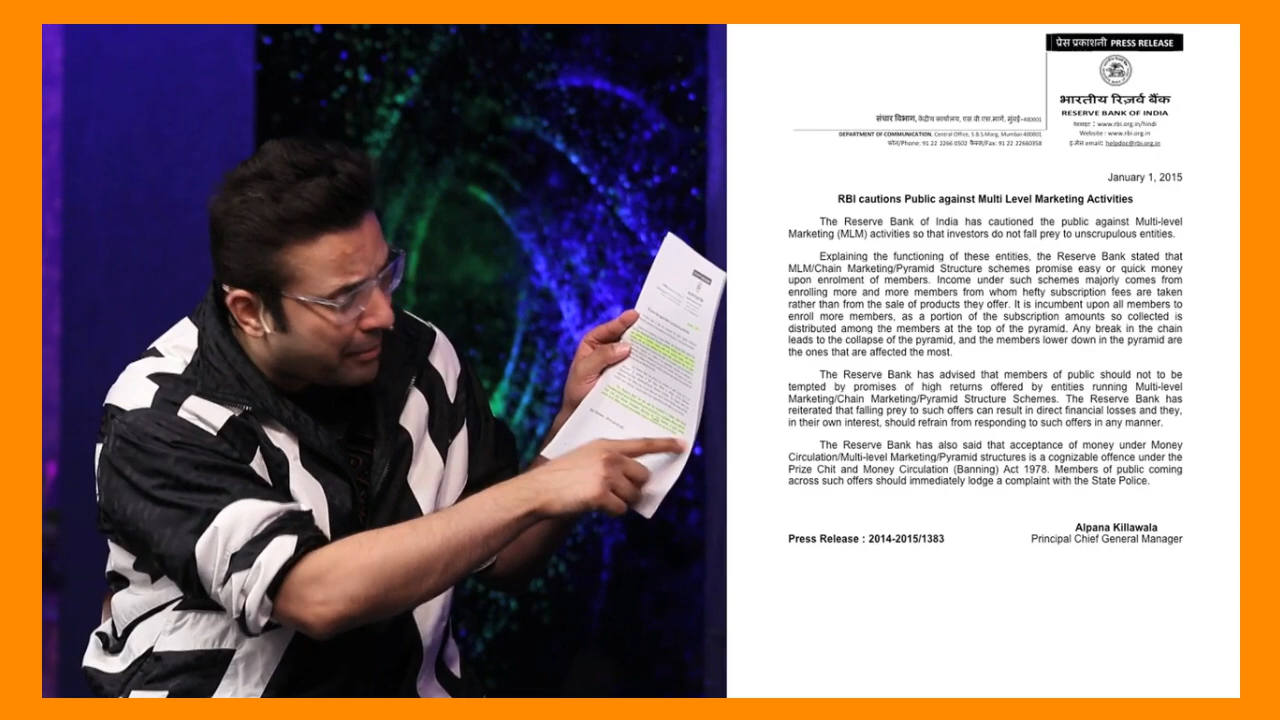 प्रेस प्रकाशनी PRESS RELEASE
भारतीय रिज़र्व बैंक
RESERVE BANK OF INDIA
वेबसाइट : www.rbi.org.in/hindi
Website : www.rbi.org.in
ई-मेल email: helpdoc@rbi.org.in
संचार विभाग, केंद्रीय कार्यालय, एस.बी.एस.मार्ग, मुंबई-400001
DEPARTMENT OF COMMUNICATION, Central Office, S.B.S.Marg, Mumbai-400001
फोन/Phone: 91 22 2266 0502 फैक्स/Fax: 91 22 22660358
January 1, 2015
RBI cautions Public against Multi Level Marketing Activities
The Reserve Bank of India has cautioned the public against Multi-level
Marketing (MLM) activities so that investors do not fall prey to unscrupulous entities.
Explaining the functioning of these entities, the Reserve Bank stated that
MLM/Chain Marketing/Pyramid Structure schemes promise easy or quick money
upon enrolment of members. Income under such schemes majorly comes from
enrolling more and more members from whom hefty subscription fees are taken
rather than from the sale of products they offer. It is incumbent upon all members to
enroll more members, as a portion of the subscription amounts so collected is
distributed among the members at the top of the pyramid. Any break in the chain
leads to the collapse of the pyramid, and the members lower down in the pyramid are
the ones that are affected the most.
The Reserve Bank has advised that members of public should not to be
tempted by promises of high returns offered by entities running Multi-level
Marketing/Chain Marketing/Pyramid Structure Schemes. The Reserve Bank has
reiterated that falling prey to such offers can result in direct financial losses and they,
in their own interest, should refrain from responding to such offers in any manner.
The Reserve Bank has also said that acceptance of money under Money
Circulation/Multi-level Marketing/Pyramid structures is a cognizable offence under the
Prize Chit and Money Circulation (Banning) Act 1978. Members of public coming
across such offers should immediately lodge a complaint with the State Police.
Alpana Killawala
Press Release : 2014-2015/1383
Principal Chief General Manager